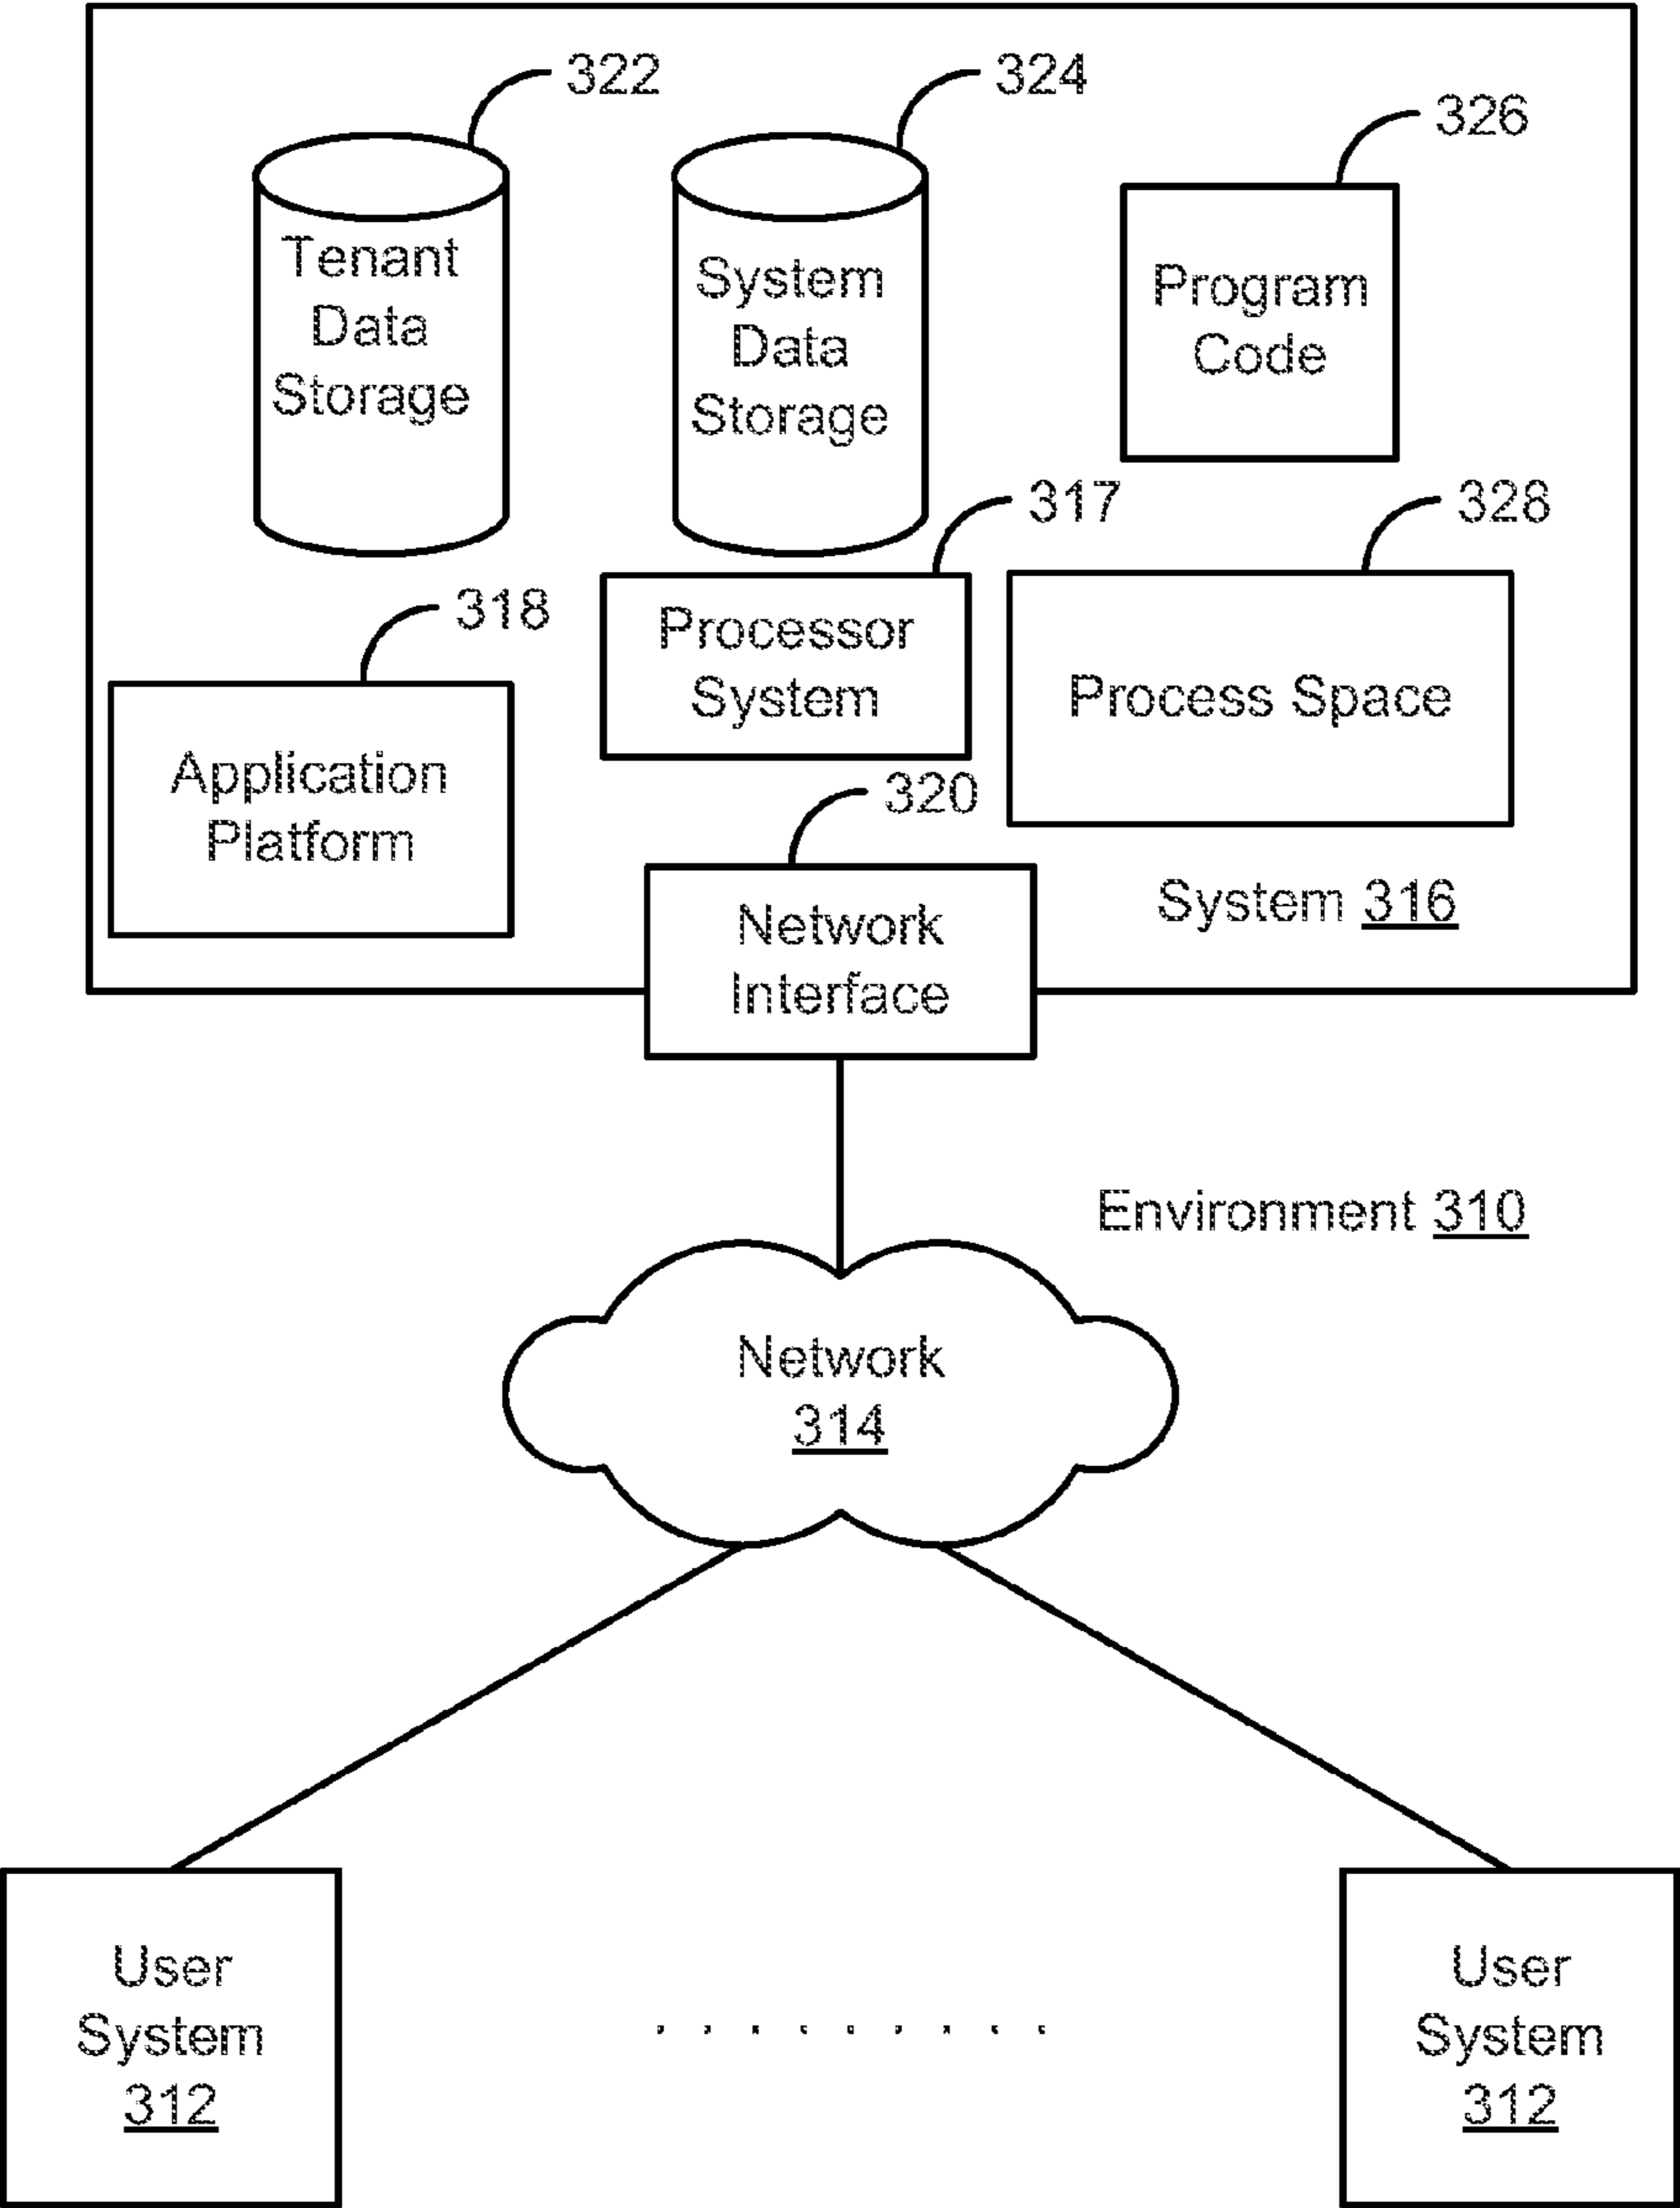 322
324
326
Tenant
Data
Storage
System
Data
Storage
Program
Code
317
328
318
Processor
System
Process Space
Application
Platform
320
Network
Interface
System 316
Environment 310
Network
314
User
System
312
User
System
312